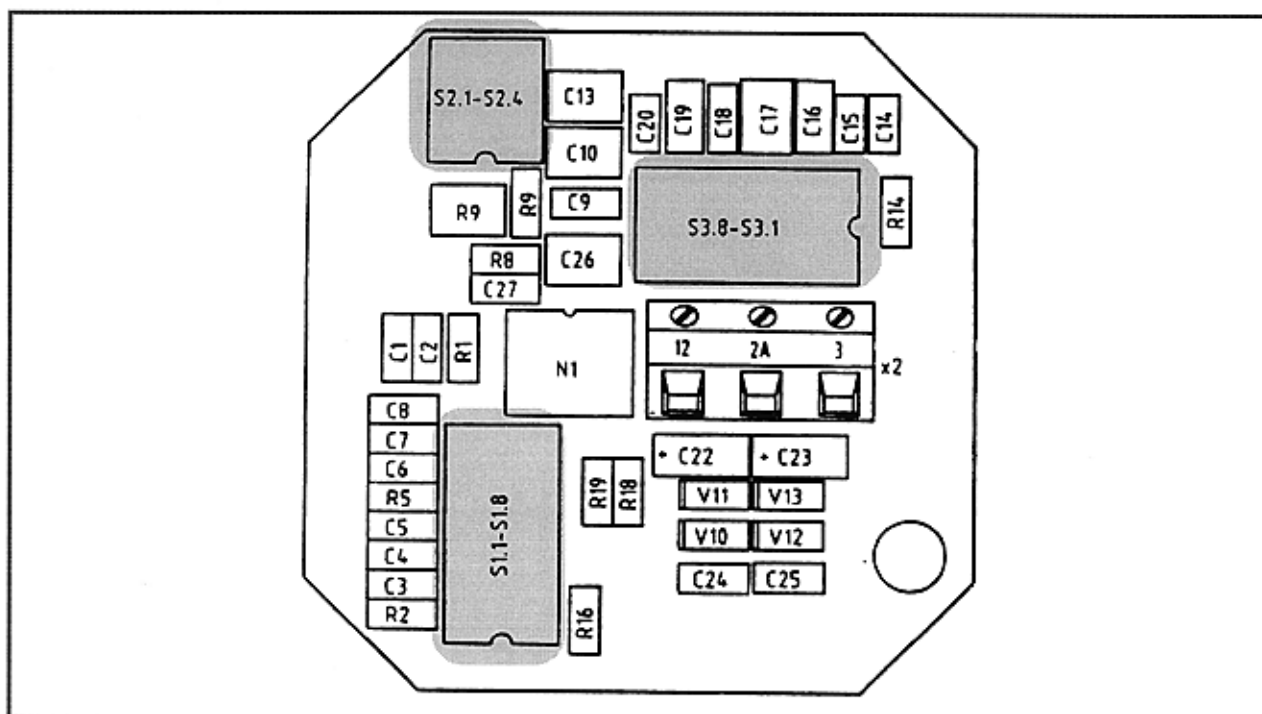 S2.1-S2.4
C13
C10
C20
C19
C18
C17
C16
C15
C14
R9
R9
C9
S3.8-S3.1
R14
R8
C27
C26
C1
C2
R1
N1
12 2A 3
x2
C8
C7
C6
R5
C5
C4
C3
R2
S1.1-S1.8
R19
R18
R16
+ C22
+ C23
V11
V13
V10
V12
C24
C25